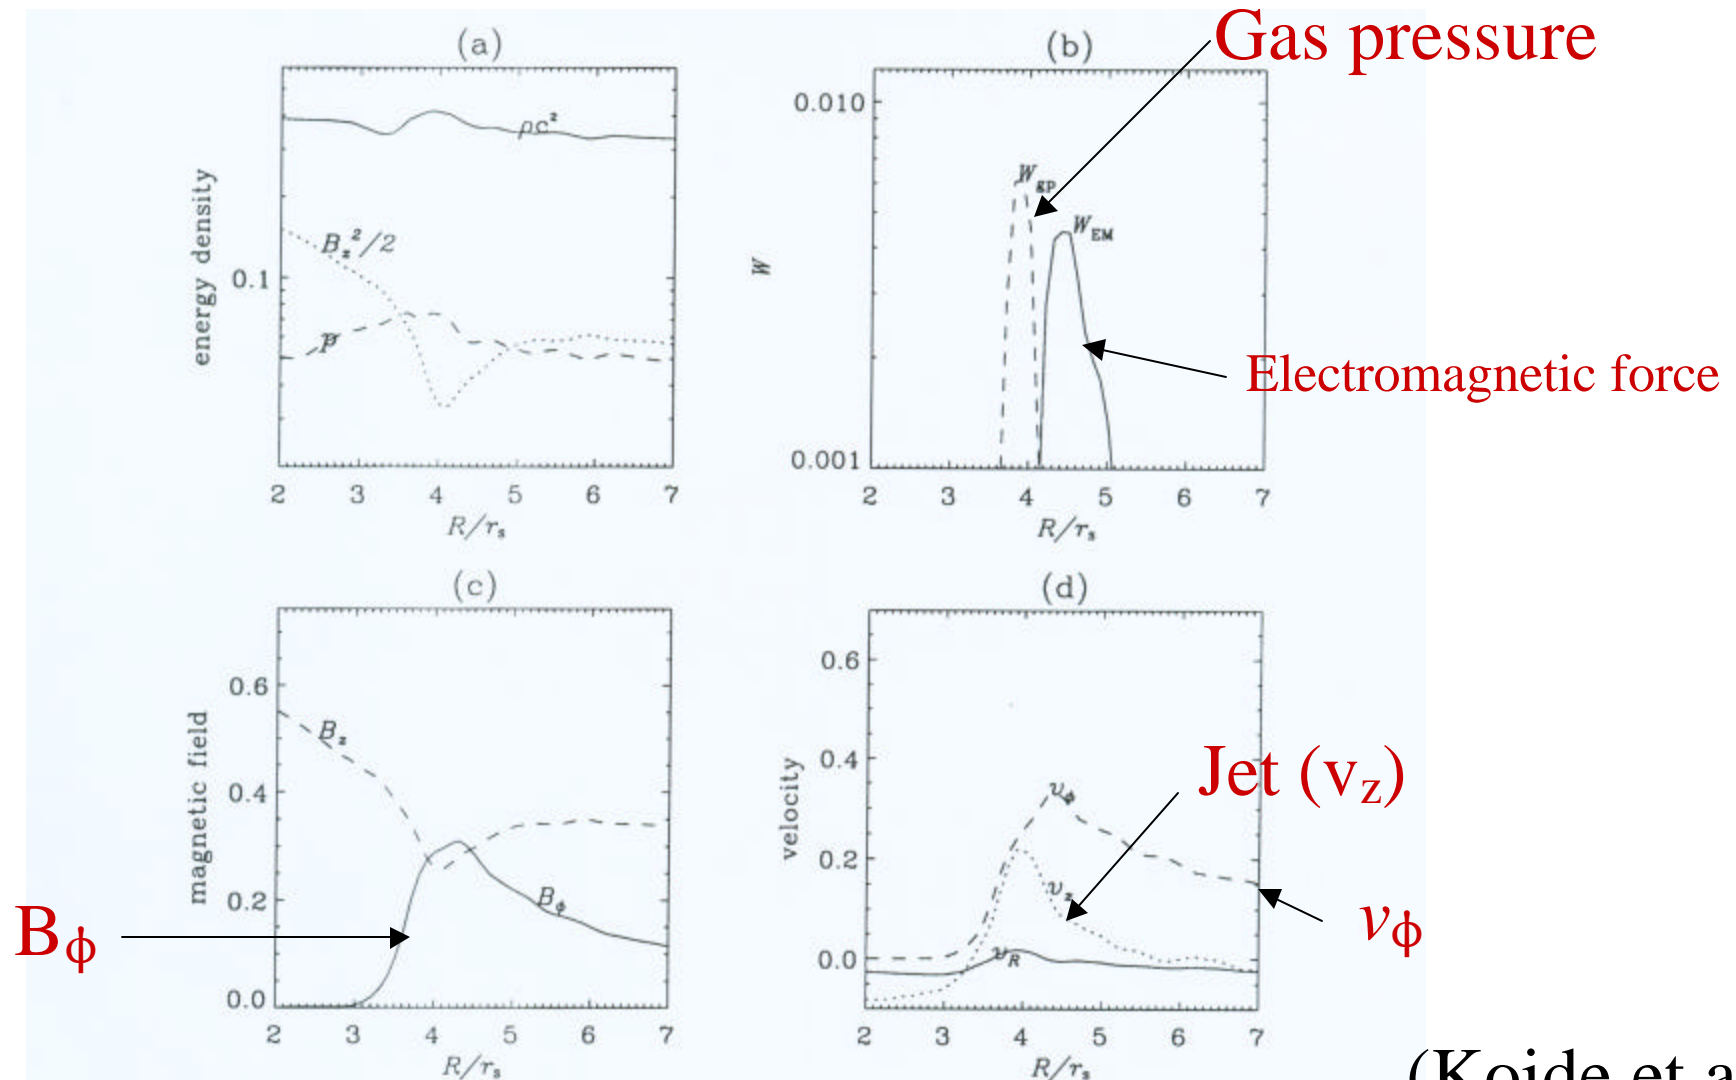 (a)
energy density
0.1
ρc²
B_z²/2
p
2 3 4 5 6 7
R/r_s
(b)
Gas pressure
W
0.010
0.001
W_gp
W_EM
Electromagnetic force
2 3 4 5 6 7
R/r_s
(c)
magnetic field
0.6
0.4
0.2
0.0
B_z
B_ϕ
B_ϕ
2 3 4 5 6 7
R/r_s
(d)
velocity
0.6
0.4
0.2
0.0
v_ϕ
v_z
v_R
Jet (v_z)
v_ϕ
2 3 4 5 6 7
R/r_s
(Koide et a